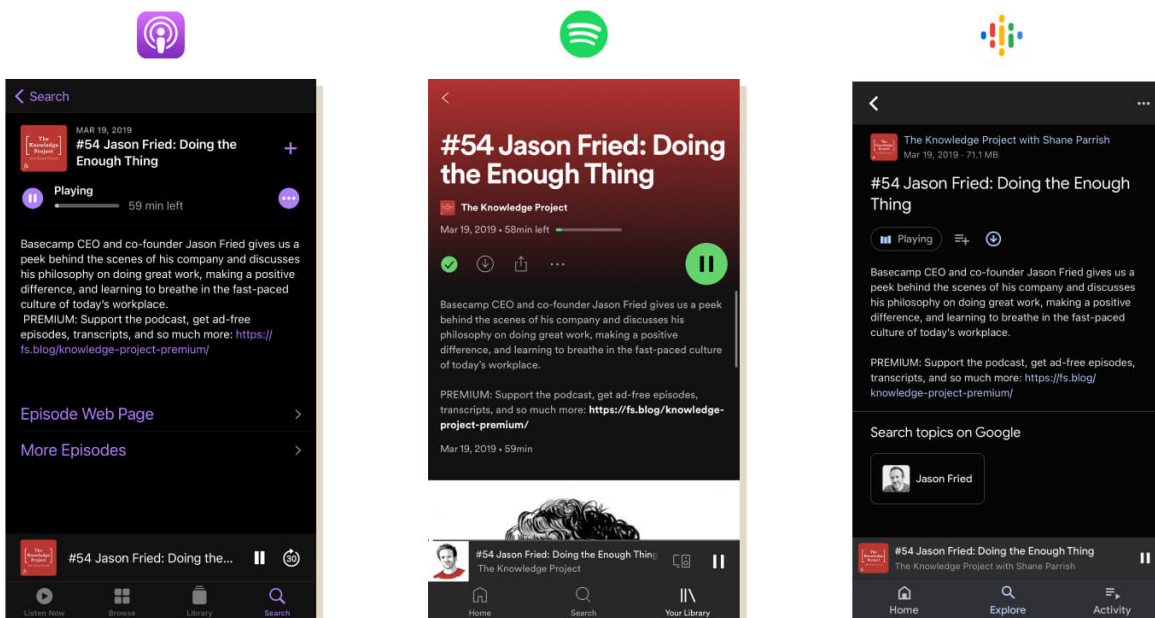 Search
MAR 19, 2019
The
Knowledge
Project
#54 Jason Fried: Doing the
Enough Thing
Playing
59 min left
Basecamp CEO and co-founder Jason Fried gives us a
peek behind the scenes of his company and discusses
his philosophy on doing great work, making a positive
difference, and learning to breathe in the fast-paced
culture of today's workplace.
PREMIUM: Support the podcast, get ad-free
episodes, transcripts, and so much more: https://
fs.blog/knowledge-project-premium/
Episode Web Page
More Episodes
The
Knowledge
Project
#54 Jason Fried: Doing the...
30
Listen Now
Browse
Library
Search
#54 Jason Fried: Doing
the Enough Thing
The Knowledge Project
Mar 19, 2019 • 58min left
Basecamp CEO and co-founder Jason Fried gives us a peek
behind the scenes of his company and discusses his
philosophy on doing great work, making a positive
difference, and learning to breathe in the fast-paced culture
of today's workplace.
PREMIUM: Support the podcast, get ad-free episodes,
transcripts, and so much more: https://fs.blog/knowledge-
project-premium/
Mar 19, 2019 • 59min
#54 Jason Fried: Doing the Enough Thing
The Knowledge Project
Home
Search
Your Library
The Knowledge Project with Shane Parrish
Mar 19, 2019 · 71.1 MB
#54 Jason Fried: Doing the Enough
Thing
Playing
Basecamp CEO and co-founder Jason Fried gives us a
peek behind the scenes of his company and discusses
his philosophy on doing great work, making a positive
difference, and learning to breathe in the fast-paced
culture of today's workplace.
PREMIUM: Support the podcast, get ad-free episodes,
transcripts, and so much more: https://fs.blog/
knowledge-project-premium/
Search topics on Google
Jason Fried
#54 Jason Fried: Doing the Enough Thing
The Knowledge Project with Shane Parrish
Home
Explore
Activity